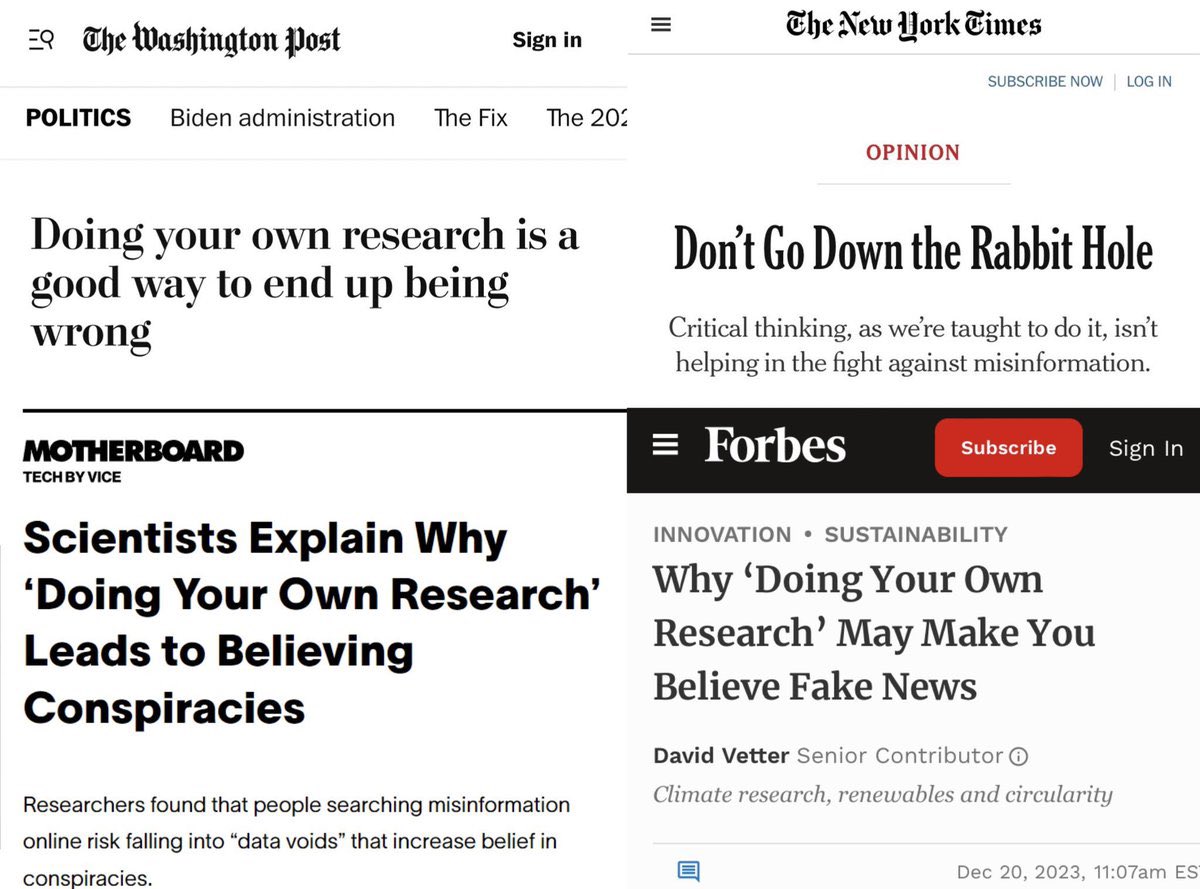 The Washington Post
Sign in
POLITICS Biden administration The Fix The 202
Doing your own research is a
good way to end up being
wrong
The New York Times
SUBSCRIBE NOW | LOG IN
OPINION
Don't Go Down the Rabbit Hole
Critical thinking, as we're taught to do it, isn't
helping in the fight against misinformation.
MOTHERBOARD
TECH BY VICE
Scientists Explain Why
‘Doing Your Own Research’
Leads to Believing
Conspiracies
Researchers found that people searching misinformation
online risk falling into “data voids” that increase belief in
conspiracies.
Forbes
Subscribe
Sign In
INNOVATION • SUSTAINABILITY
Why ‘Doing Your Own
Research’ May Make You
Believe Fake News
David Vetter Senior Contributor
Climate research, renewables and circularity
Dec 20, 2023, 11:07am ES